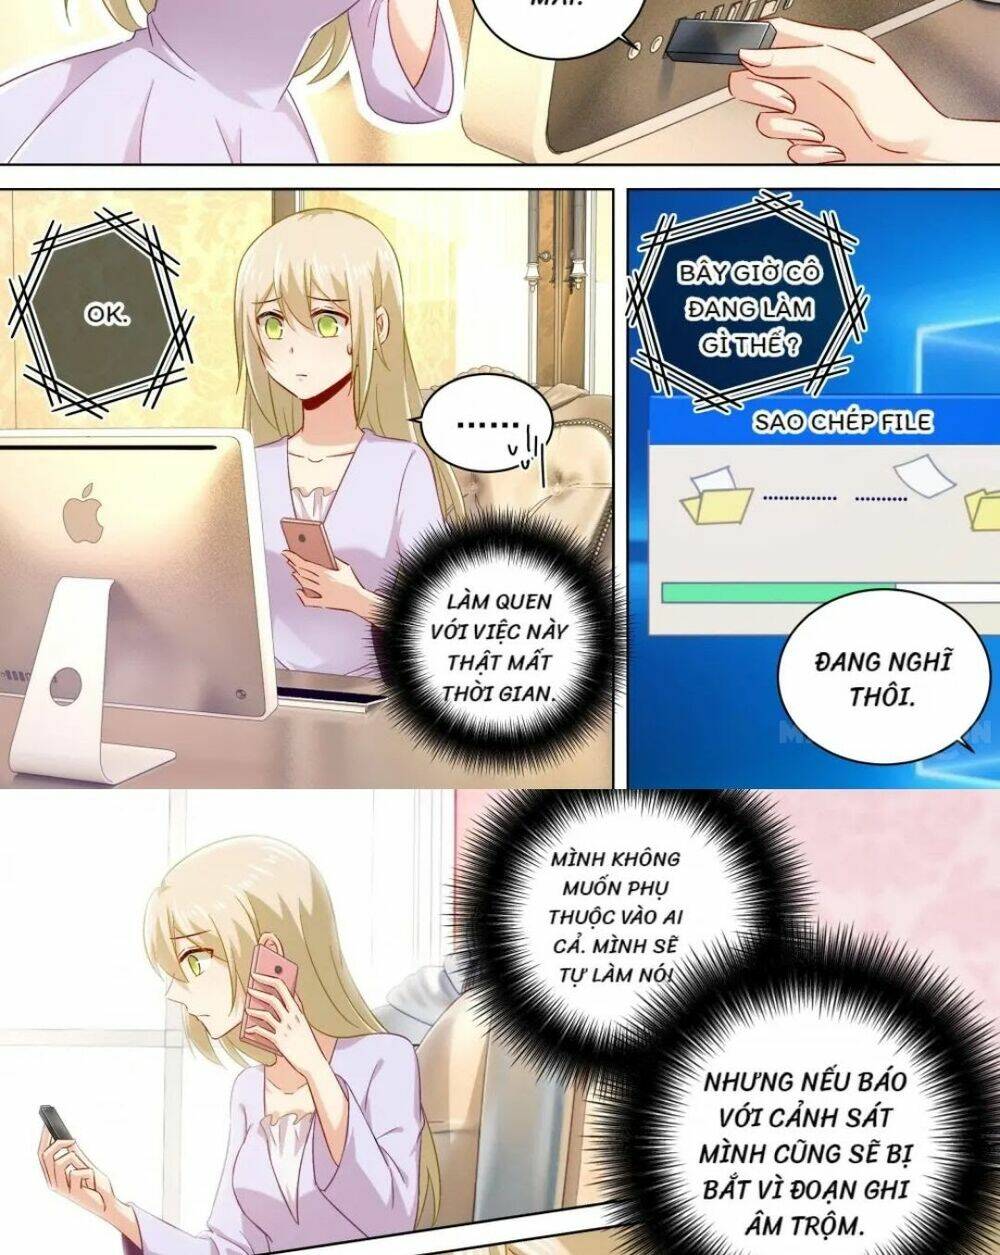 OK.
......
LÀM QUEN
VỚI VIỆC NÀY
THẬT MẤT
THỜI GIAN.
BÂY GIỜ CÔ
ĐANG LÀM
GÌ THẾ?
SAO CHÉP FILE
ĐANG NGHĨ
THÔI.
MÌNH KHÔNG
MUỐN PHỤ
THUỘC VÀO AI
CẢ. MÌNH SẼ
TỰ LÀM NÓ!
NHƯNG NẾU BÁO
VỚI CẢNH SÁT
MÌNH CŨNG SẼ BỊ
BẮT VÌ ĐOẠN GHI
ÂM TRỘM.